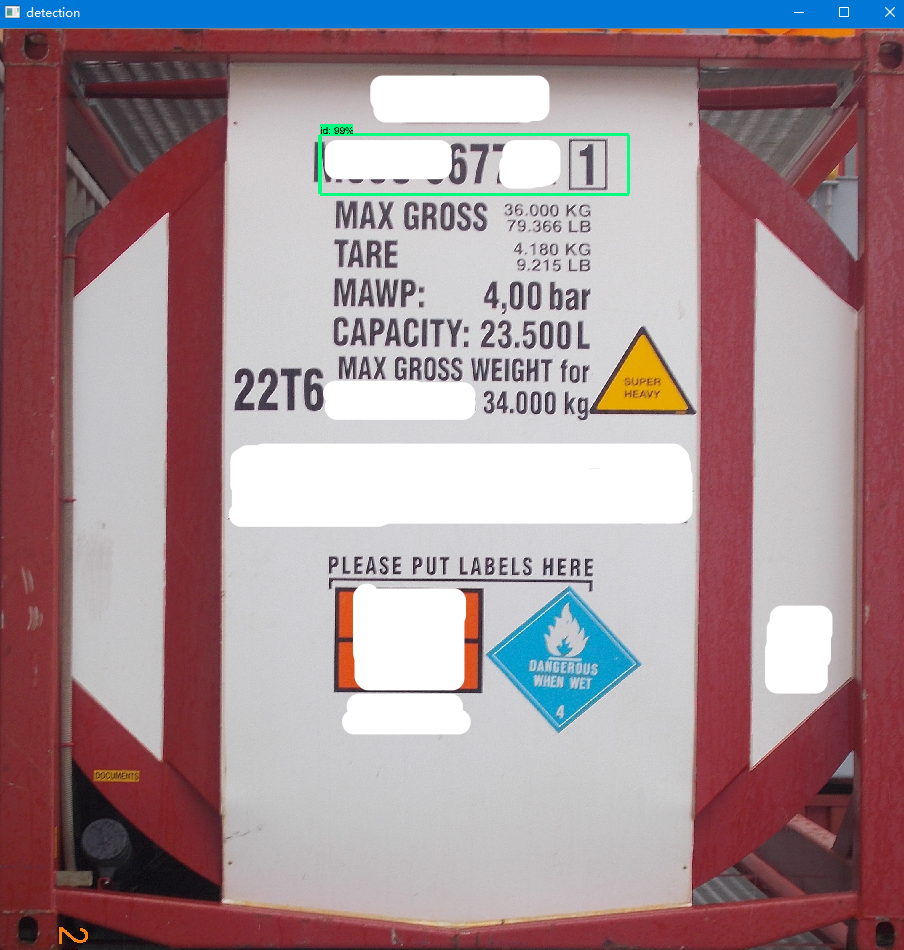 detection
id: 99%
677
1
MAX GROSS 36.000 KG
79.366 LB
TARE 4.180 KG
9.215 LB
MAWP: 4,00 bar
CAPACITY: 23.500 L
MAX GROSS WEIGHT for
22T6 34.000 kg
SUPER
HEAVY
PLEASE PUT LABELS HERE
DANGEROUS
WHEN WET
4
DOCUMENTS
2